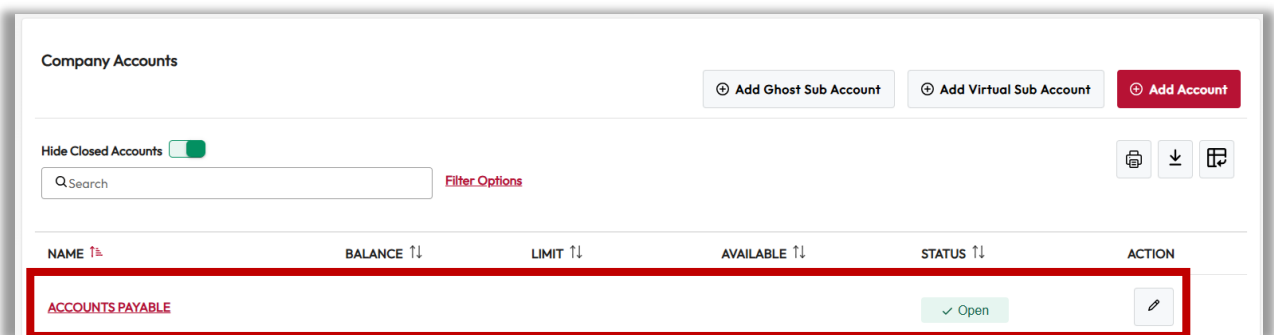 Company Accounts
Add Ghost Sub Account
Add Virtual Sub Account
Add Account
Hide Closed Accounts
Search
Filter Options
NAME BALANCE LIMIT AVAILABLE STATUS ACTION
ACCOUNTS PAYABLE Open